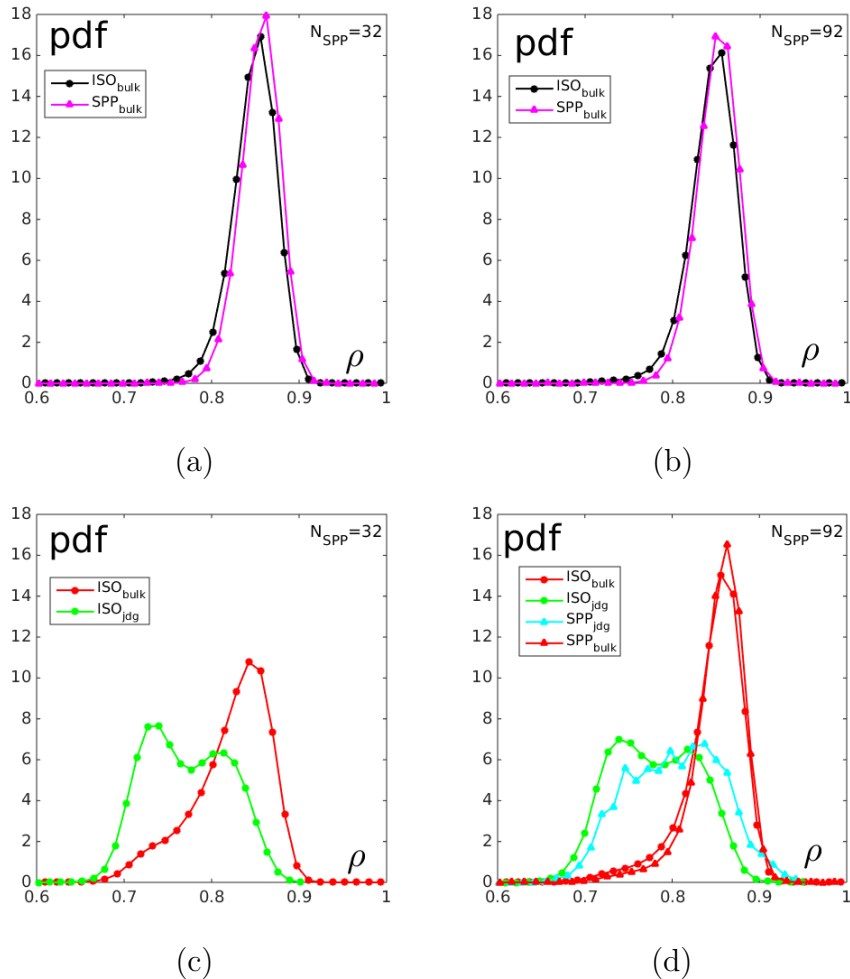 18
16
14
12
10
8
6
4
2
0
pdf
N_SPP=32
ISO_bulk
SPP_bulk
ρ
0.6 0.7 0.8 0.9 1
(a)
18
16
14
12
10
8
6
4
2
0
pdf
N_SPP=92
ISO_bulk
SPP_bulk
ρ
0.6 0.7 0.8 0.9 1
(b)
18
16
14
12
10
8
6
4
2
0
pdf
N_SPP=32
ISO_bulk
ISO_jdg
ρ
0.6 0.7 0.8 0.9 1
(c)
18
16
14
12
10
8
6
4
2
0
pdf
N_SPP=92
ISO_bulk
ISO_jdg
SPP_jdg
SPP_bulk
ρ
0.6 0.7 0.8 0.9 1
(d)